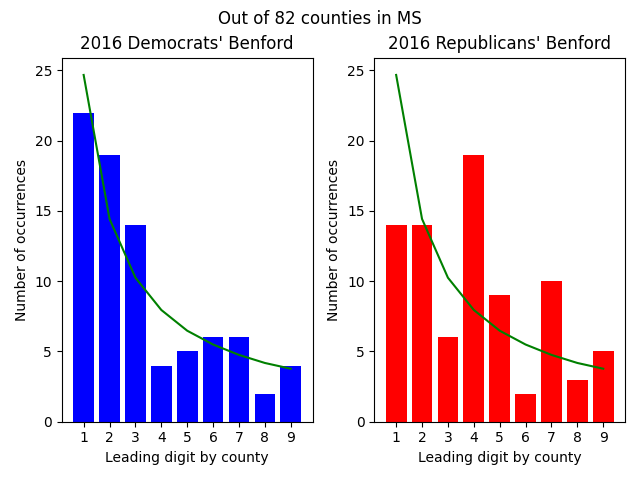 Out of 82 counties in MS
2016 Democrats' Benford
2016 Republicans' Benford
Number of occurrences
25
20
15
10
5
0
1 2 3 4 5 6 7 8 9
Leading digit by county
Number of occurrences
25
20
15
10
5
0
1 2 3 4 5 6 7 8 9
Leading digit by county